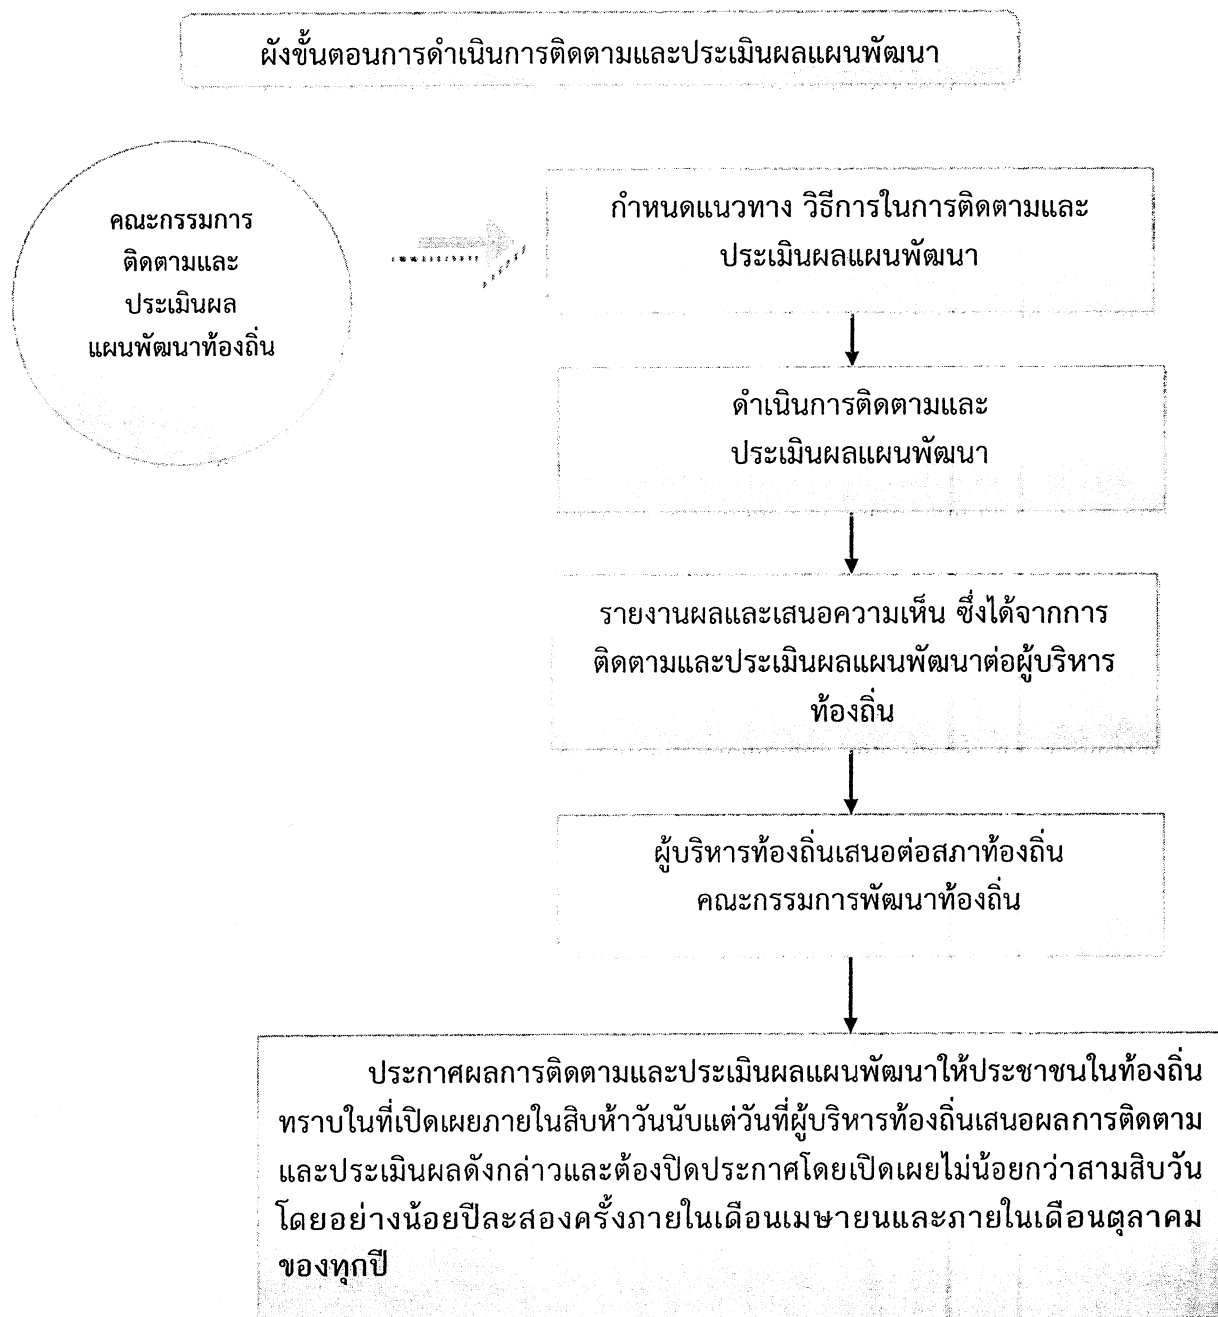 ผังขั้นตอนการดำเนินการติดตามและประเมินผลแผนพัฒนา
คณะกรรมการ
ติดตามและ
ประเมินผล
แผนพัฒนาท้องถิ่น
กำหนดแนวทาง วิธีการในการติดตามและ
ประเมินผลแผนพัฒนา
ดำเนินการติดตามและ
ประเมินผลแผนพัฒนา
รายงานผลและเสนอความเห็น ซึ่งได้จากการ
ติดตามและประเมินผลแผนพัฒนาต่อผู้บริหาร
ท้องถิ่น
ผู้บริหารท้องถิ่นเสนอต่อสภาท้องถิ่น
คณะกรรมการพัฒนาท้องถิ่น
ประกาศผลการติดตามและประเมินผลแผนพัฒนาให้ประชาชนในท้องถิ่น
ทราบในที่เปิดเผยภายในสิบห้าวันนับแต่วันที่ผู้บริหารท้องถิ่นเสนอผลการติดตาม
และประเมินผลดังกล่าวและต้องปิดประกาศโดยเปิดเผยไม่น้อยกว่าสามสิบวัน
โดยอย่างน้อยปีละสองครั้งภายในเดือนเมษายนและภายในเดือนตุลาคม
ของทุกปี